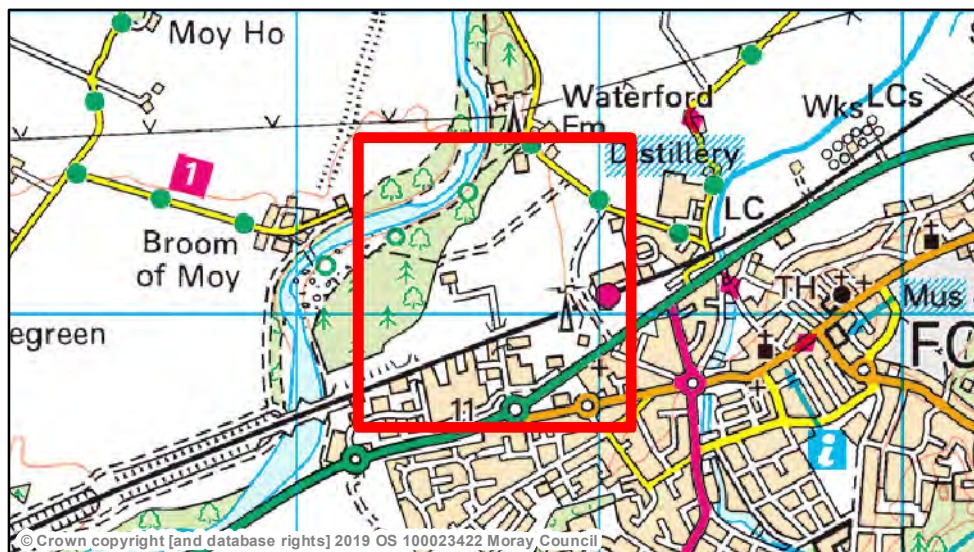 Moy Ho
Waterford
Fm
Wks
LCs
Distillery
1
LC
Broom
of Moy
TH
Mus
egreen
FO
11
i
© Crown copyright [and database rights] 2019 OS 100023422 Moray Council